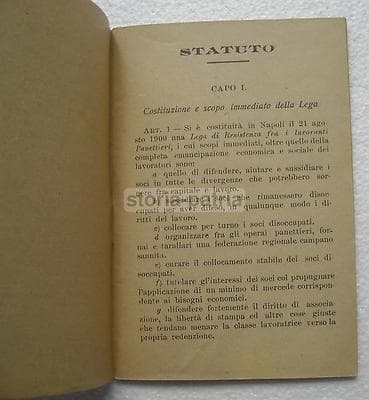 STATUTO
CAPO I.
Costituzione e scopo immediato della Lega
ART. 1 — Si è costituita in Napoli il 21 ago-
sto 1900 una Lega di Resistenza fra i lavoranti
Panettieri, i cui scopi immediati, oltre quello della
completa emancipazione economica e sociale dei
lavoratori sono:
a quello di difendere, aiutare e sussidiare i
soci in tutte le divergenze che potrebbero sor-
gere fra capitale e lavoro.
che rimanessero disoc-
cupati per aver difeso, in qualunque modo i di-
ritti del lavoro.
c) collocare per turno i soci disoccupati.
d organizzare fra gli operai panettieri, for-
nai e tarallari una federazione regionale campano
sannita.
e) curare il collocamento stabile dei soci di-
soccupati.
f) tutelare gl'interessi dei soci col propugnare
l'applicazione di un minimo di mercede corrispon-
dente ai bisogni economici.
g difendere fortemente il diritto di associa-
zione, la libertà di stampa ed altre cose giuste
che tendano menare la classe lavoratrice verso la
propria redenzione.
storia-patria